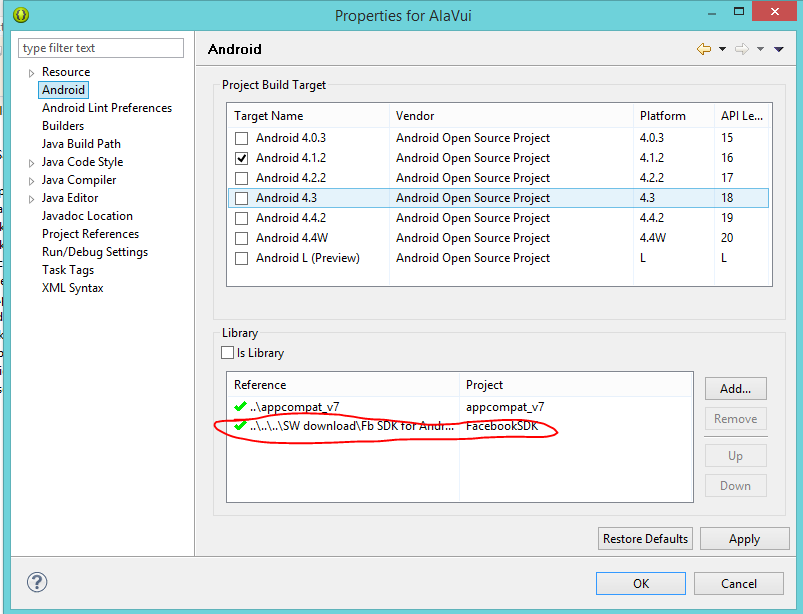 Properties for AlaVui
type filter text
Android
Resource
Android
Android Lint Preferences
Builders
Java Build Path
Java Code Style
Java Compiler
Java Editor
Javadoc Location
Project References
Run/Debug Settings
Task Tags
XML Syntax
Project Build Target
Target Name Vendor Platform API Le...
Android 4.0.3 Android Open Source Project 4.0.3 15
Android 4.1.2 Android Open Source Project 4.1.2 16
Android 4.2.2 Android Open Source Project 4.2.2 17
Android 4.3 Android Open Source Project 4.3 18
Android 4.4.2 Android Open Source Project 4.4.2 19
Android 4.4W Android Open Source Project 4.4W 20
Android L (Preview) Android Open Source Project L L
Library
Is Library
Reference Project
..\appcompat_v7 appcompat_v7
..\..\..\SW download\Fb SDK for Andr... FacebookSDK
Add...
Remove
Up
Down
Restore Defaults Apply
? OK Cancel